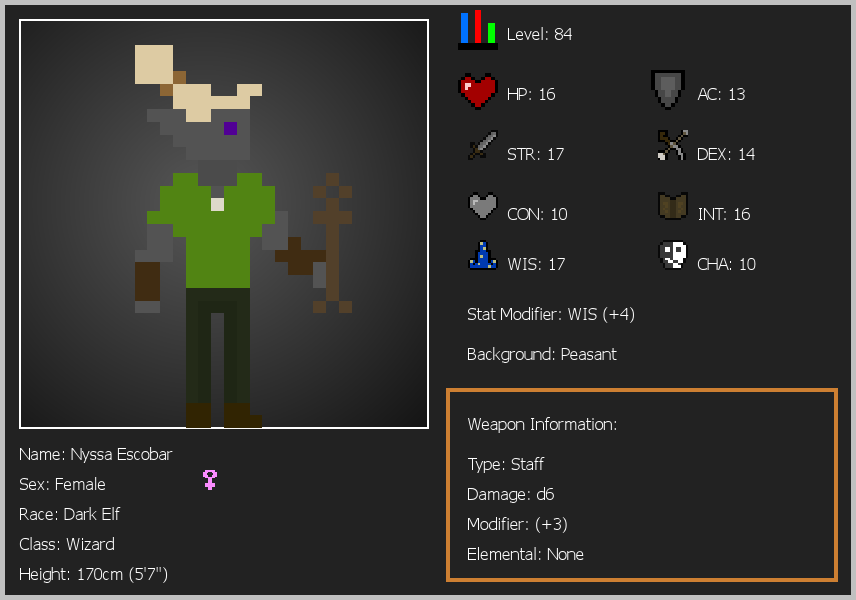 Level: 84
HP: 16
AC: 13
STR: 17
DEX: 14
CON: 10
INT: 16
WIS: 17
CHA: 10
Stat Modifier: WIS (+4)
Background: Peasant
Weapon Information:
Type: Staff
Damage: d6
Modifier: (+3)
Elemental: None
Name: Nyssa Escobar
Sex: Female
Race: Dark Elf
Class: Wizard
Height: 170cm (5'7")